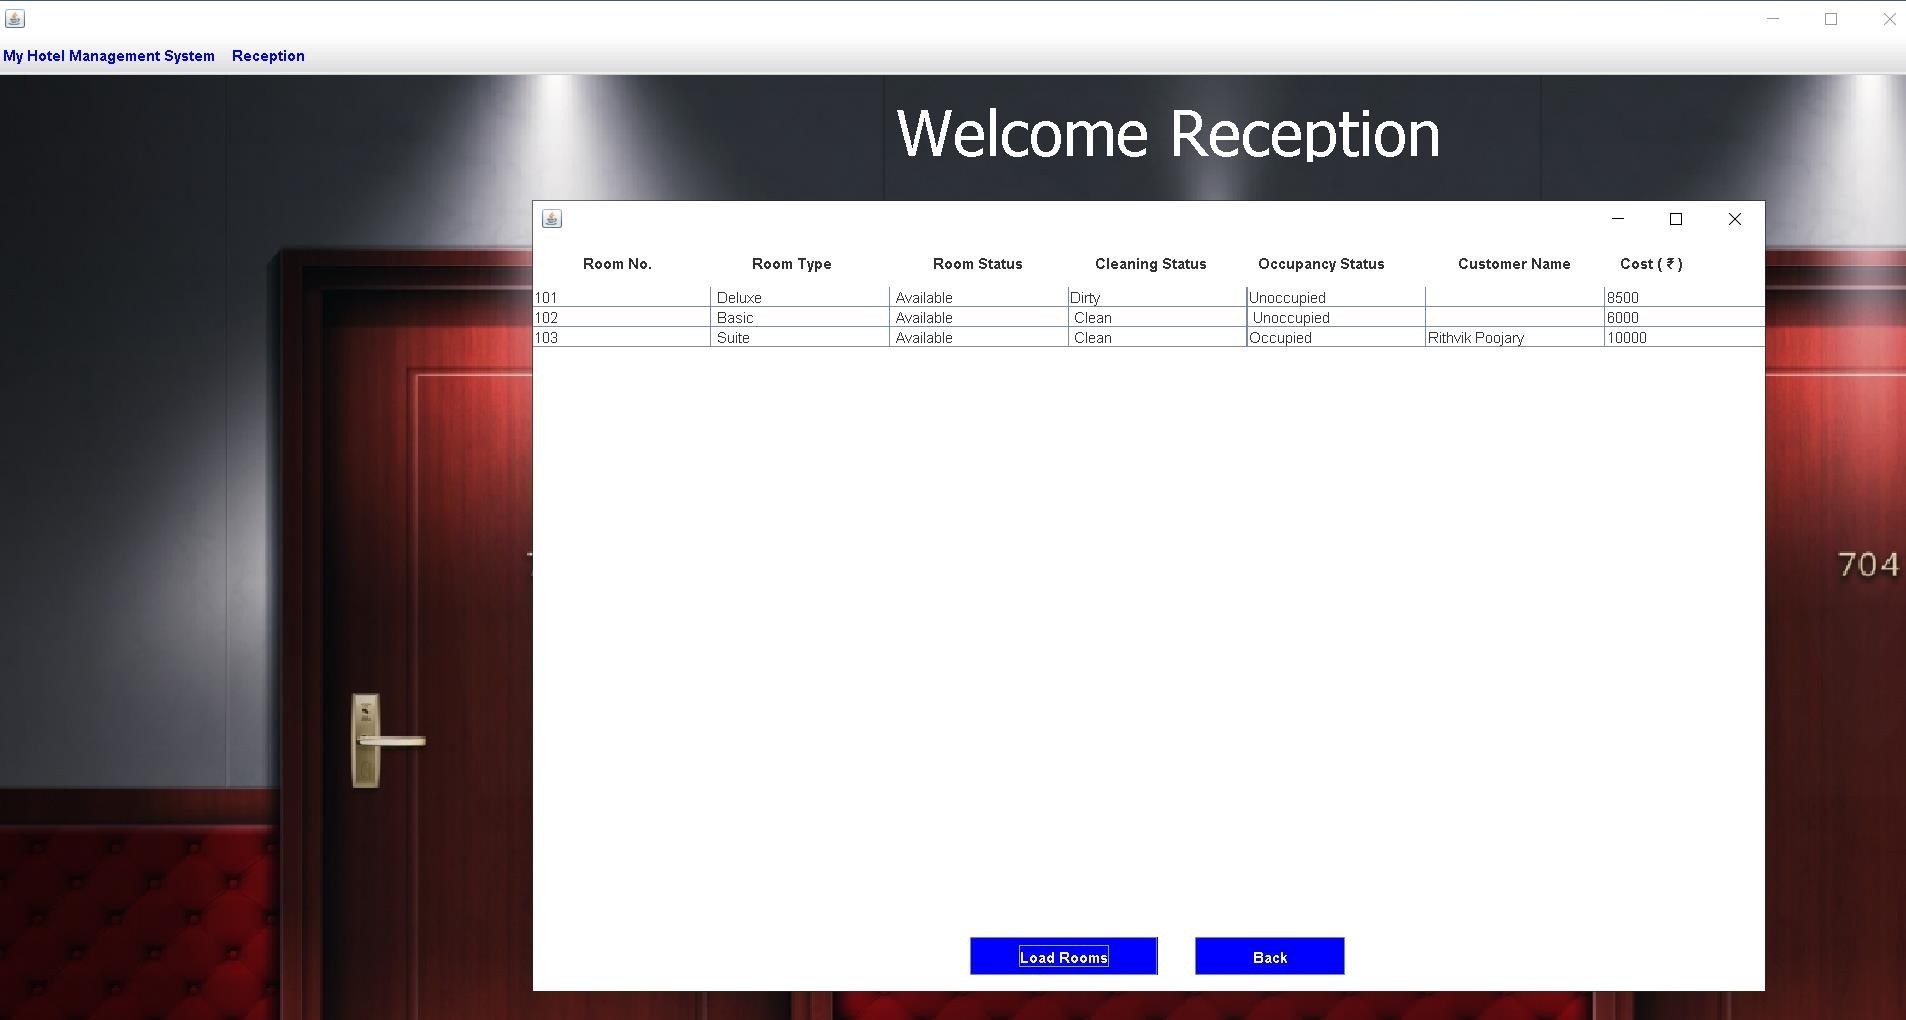 My Hotel Management System Reception
Welcome Reception
Room No. Room Type Room Status Cleaning Status Occupancy Status Customer Name Cost ( ₹ )
101 Deluxe Available Dirty Unoccupied 8500
102 Basic Available Clean Unoccupied 6000
103 Suite Available Clean Occupied Rithvik Poojary 10000
704
Load Rooms Back